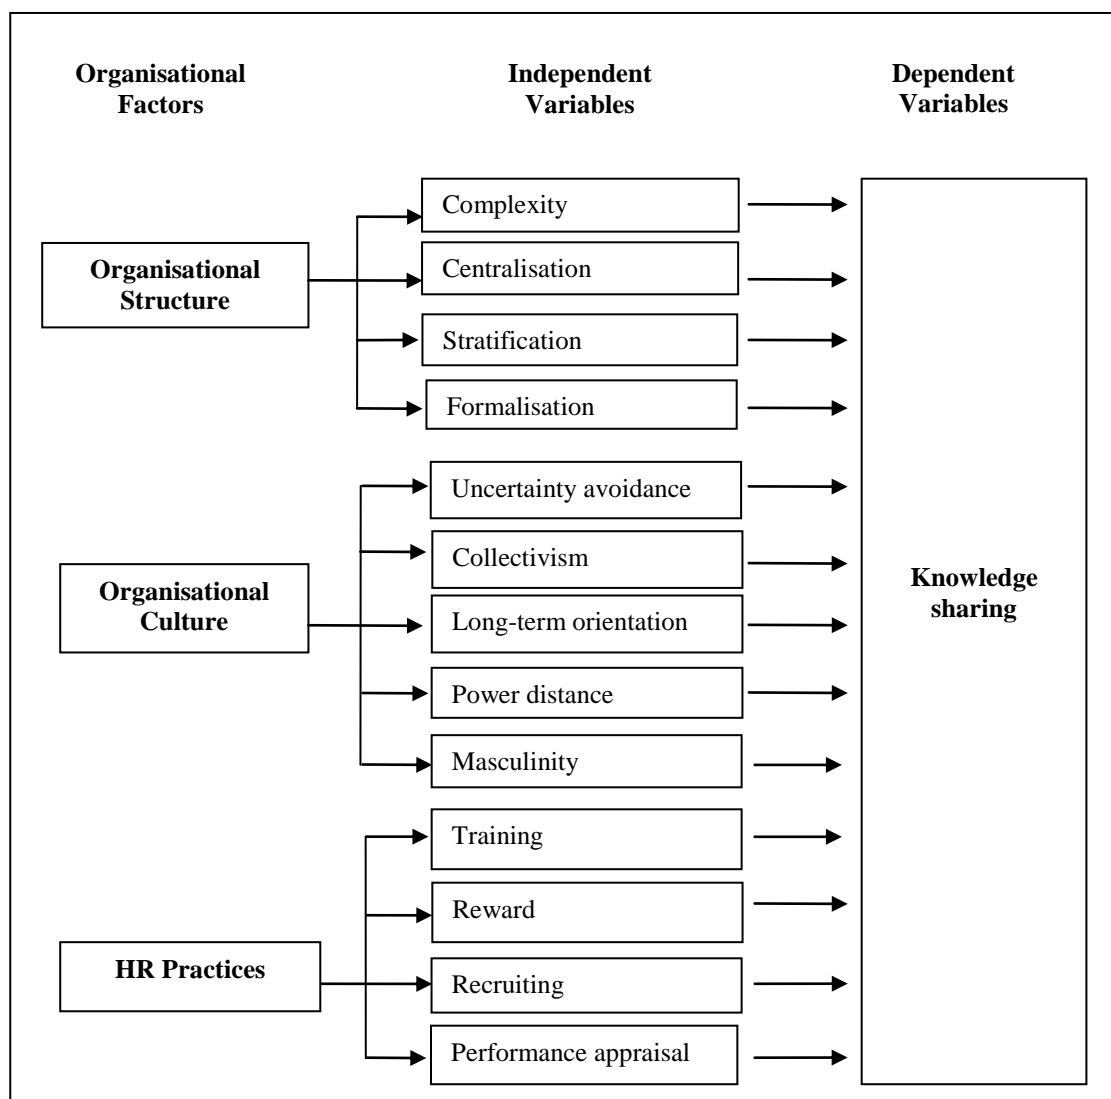 Organisational
Factors
Independent
Variables
Dependent
Variables
Organisational
Structure
Complexity
Centralisation
Stratification
Formalisation
Organisational
Culture
Uncertainty avoidance
Collectivism
Long-term orientation
Power distance
Masculinity
HR Practices
Training
Reward
Recruiting
Performance appraisal
Knowledge
sharing